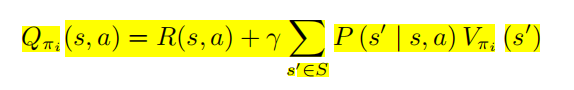 Q_{π_i}(s, a) = R(s, a) + γ ∑_{s′∈S} P (s′ | s, a) V_{π_i} (s′)